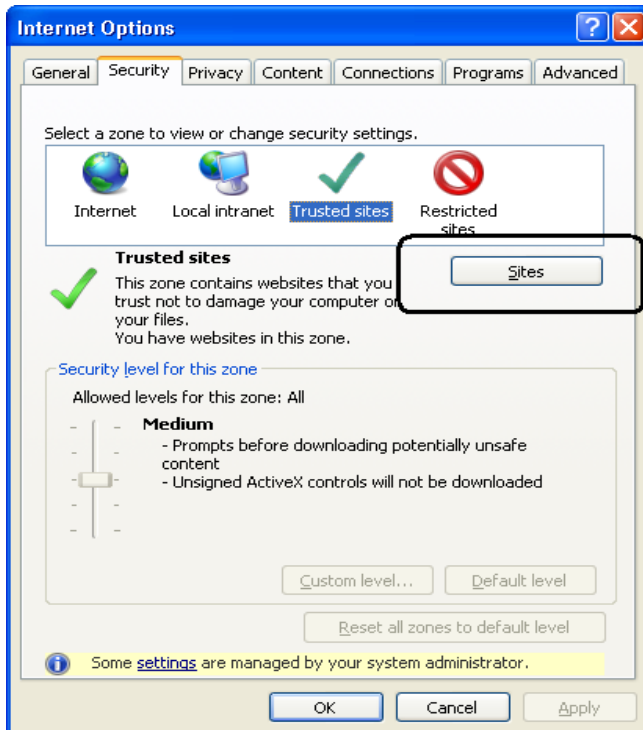 Internet Options
General Security Privacy Content Connections Programs Advanced
Select a zone to view or change security settings.
Internet Local intranet Trusted sites Restricted
sites
Trusted sites
Sites
This zone contains websites that you
trust not to damage your computer or
your files.
You have websites in this zone.
Security level for this zone
Allowed levels for this zone: All
Medium
- Prompts before downloading potentially unsafe
content
- Unsigned ActiveX controls will not be downloaded
Custom level... Default level
Reset all zones to default level
Some settings are managed by your system administrator.
OK Cancel Apply